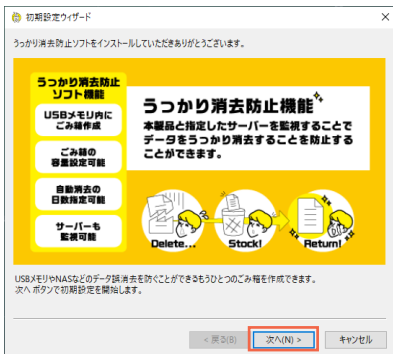 初期設定ウィザード
うっかり消去防止ソフトをインストールしていただきありがとうございます。
うっかり消去防止
ソフト機能
USBメモリ内に
ごみ箱作成
ごみ箱の
容量設定可能
自動消去の
日数指定可能
サーバーも
監視可能
うっかり消去防止機能
本製品と指定したサーバーを監視することで
データをうっかり消去することを防止する
ことができます。
Delete...
Stock!
Return!
USBメモリやNASなどのデータ誤消去を防ぐことができるもうひとつのごみ箱を作成できます。
次へ ボタンで初期設定を開始します。
< 戻る(B)
次へ(N) >
キャンセル